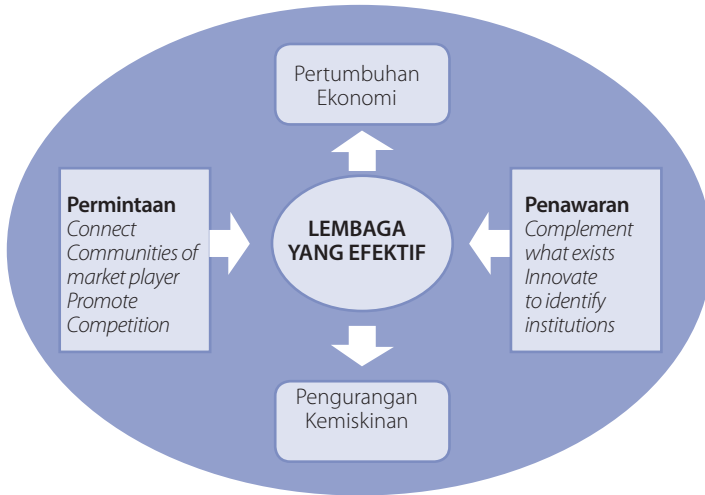 Pertumbuhan
Ekonomi
Permintaan
Connect
Communities of
market player
Promote
Competition
LEMBAGA
YANG EFEKTIF
Penawaran
Complement
what exists
Innovate
to identify
institutions
Pengurangan
Kemiskinan